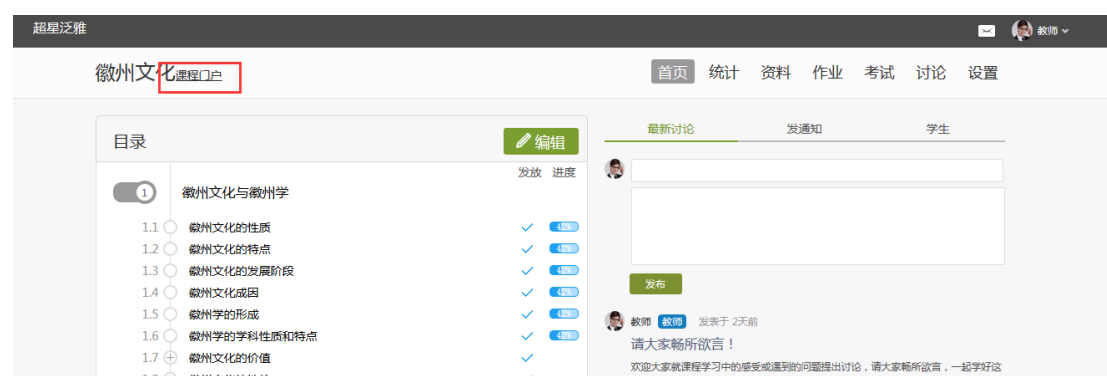 超星泛雅
教师
徽州文化课程门户
首页 统计 资料 作业 考试 讨论 设置
目录
编辑
发放 进度
1 徽州文化与徽州学
1.1 徽州文化的性质 42%
1.2 徽州文化的特点 42%
1.3 徽州文化的发展阶段 42%
1.4 徽州文化成因 42%
1.5 徽州学的形成 42%
1.6 徽州学的学科性质和特点 42%
1.7 徽州文化的价值
最新讨论 发通知 学生
发布
教师 教师 发表于 2天前
请大家畅所欲言！
欢迎大家就课程学习中的感受或遇到的问题提出讨论，请大家畅所欲言，一起学好这